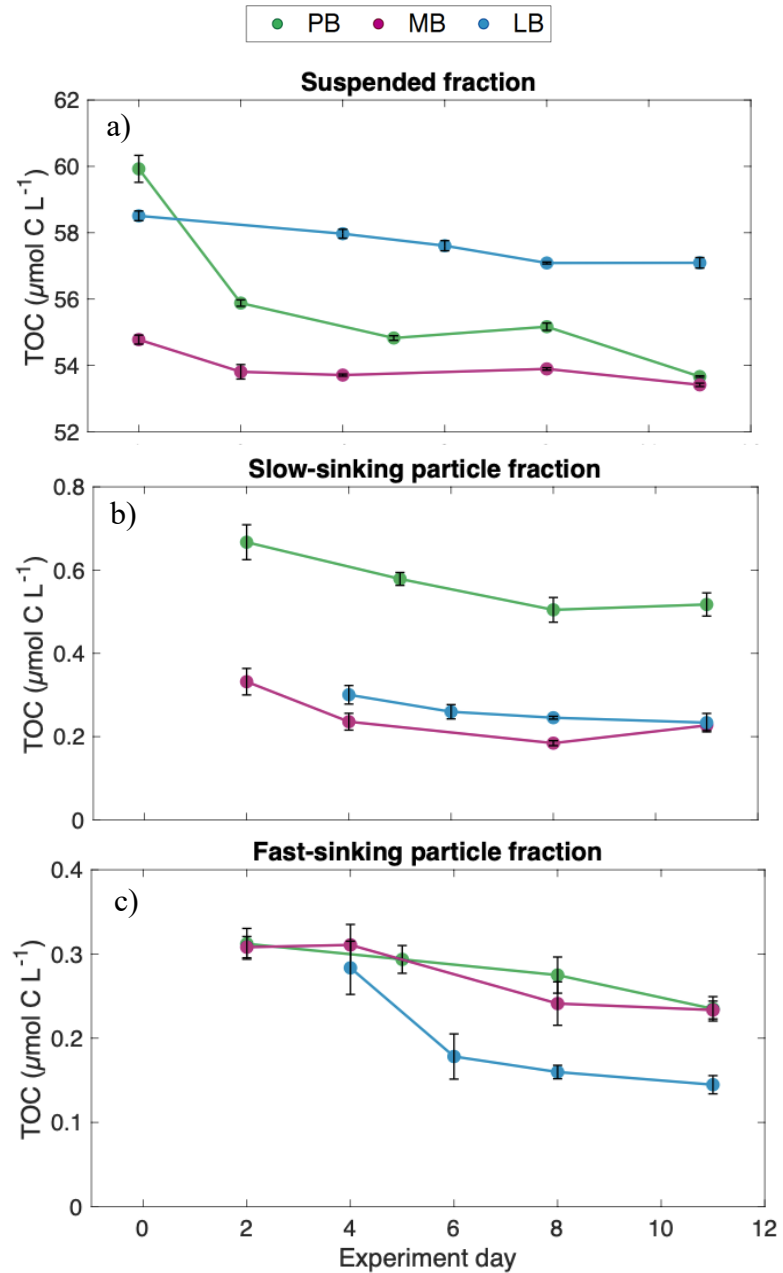 PB MB LB
Suspended fraction
a)
TOC (µmol C L-1)
62
60
58
56
54
52
Slow-sinking particle fraction
b)
TOC (µmol C L-1)
0.8
0.6
0.4
0.2
0
Fast-sinking particle fraction
c)
TOC (µmol C L-1)
0.4
0.3
0.2
0.1
0
0 2 4 6 8 10 12
Experiment day